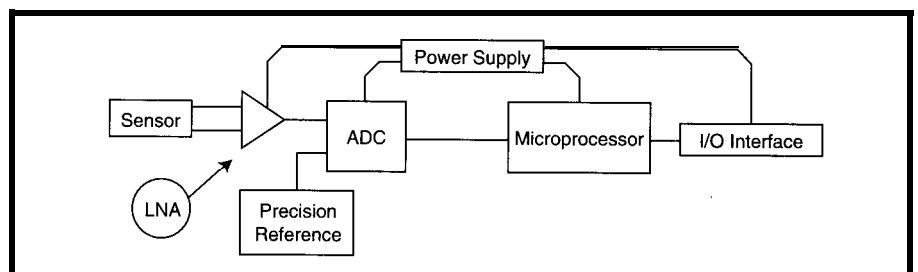 Power Supply
Sensor
ADC
Microprocessor
I/O Interface
LNA
Precision
Reference